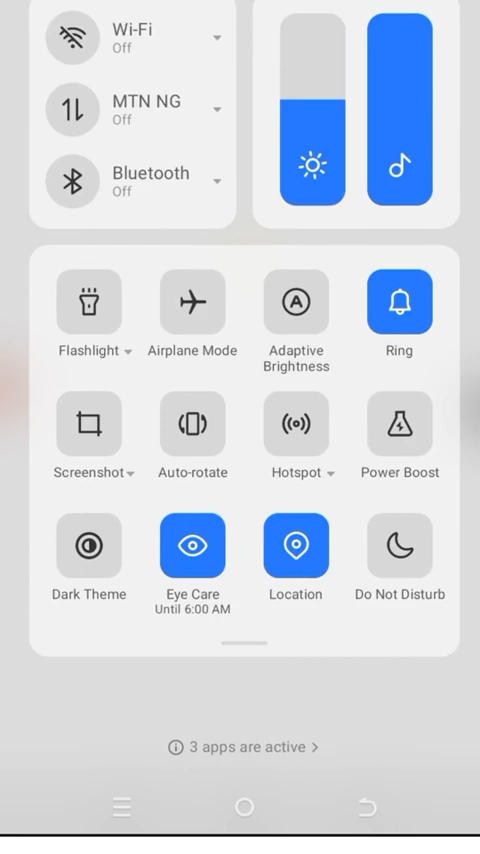 Wi-Fi
Off
MTN NG
Off
Bluetooth
Off
Flashlight
Airplane Mode
Adaptive
Brightness
Ring
Screenshot
Auto-rotate
Hotspot
Power Boost
Dark Theme
Eye Care
Until 6:00 AM
Location
Do Not Disturb
3 apps are active